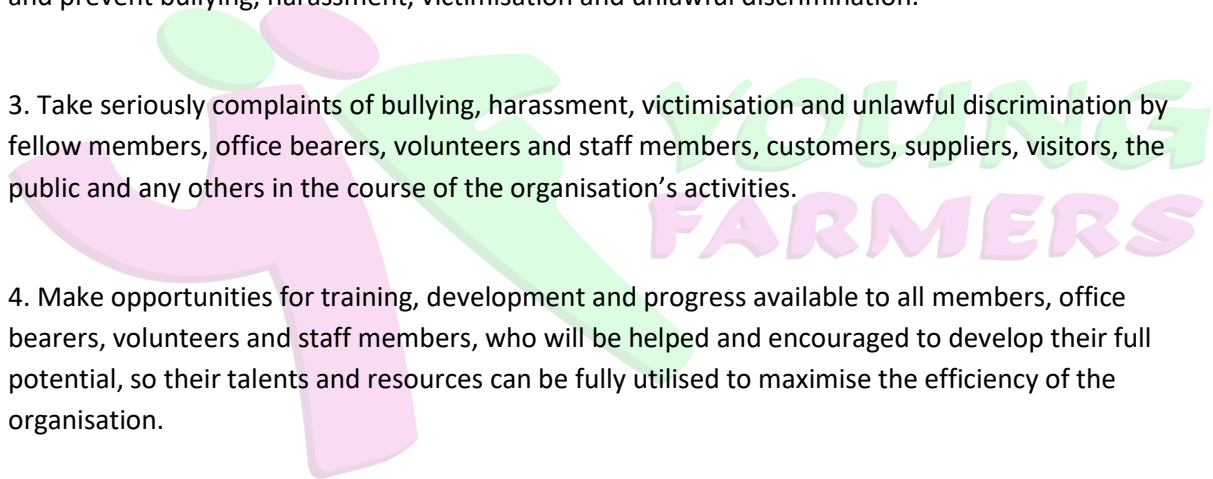 and prevent bullying, harassment, victimisation and unlawful discrimination.
3. Take seriously complaints of bullying, harassment, victimisation and unlawful discrimination by
fellow members, office bearers, volunteers and staff members, customers, suppliers, visitors, the
public and any others in the course of the organisation’s activities.
YOUNG
FARMERS
4. Make opportunities for training, development and progress available to all members, office
bearers, volunteers and staff members, who will be helped and encouraged to develop their full
potential, so their talents and resources can be fully utilised to maximise the efficiency of the
organisation.